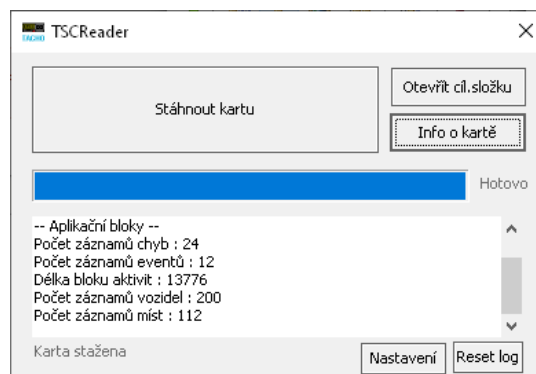 TACHO
TSCReader
Stáhnout kartu
Otevřít cíl.složku
Info o kartě
Hotovo
-- Aplikační bloky --
Počet záznamů chyb : 24
Počet záznamů eventů : 12
Délka bloku aktivit : 13776
Počet záznamů vozidel : 200
Počet záznamů míst : 112
Karta stažena
Nastavení
Reset log